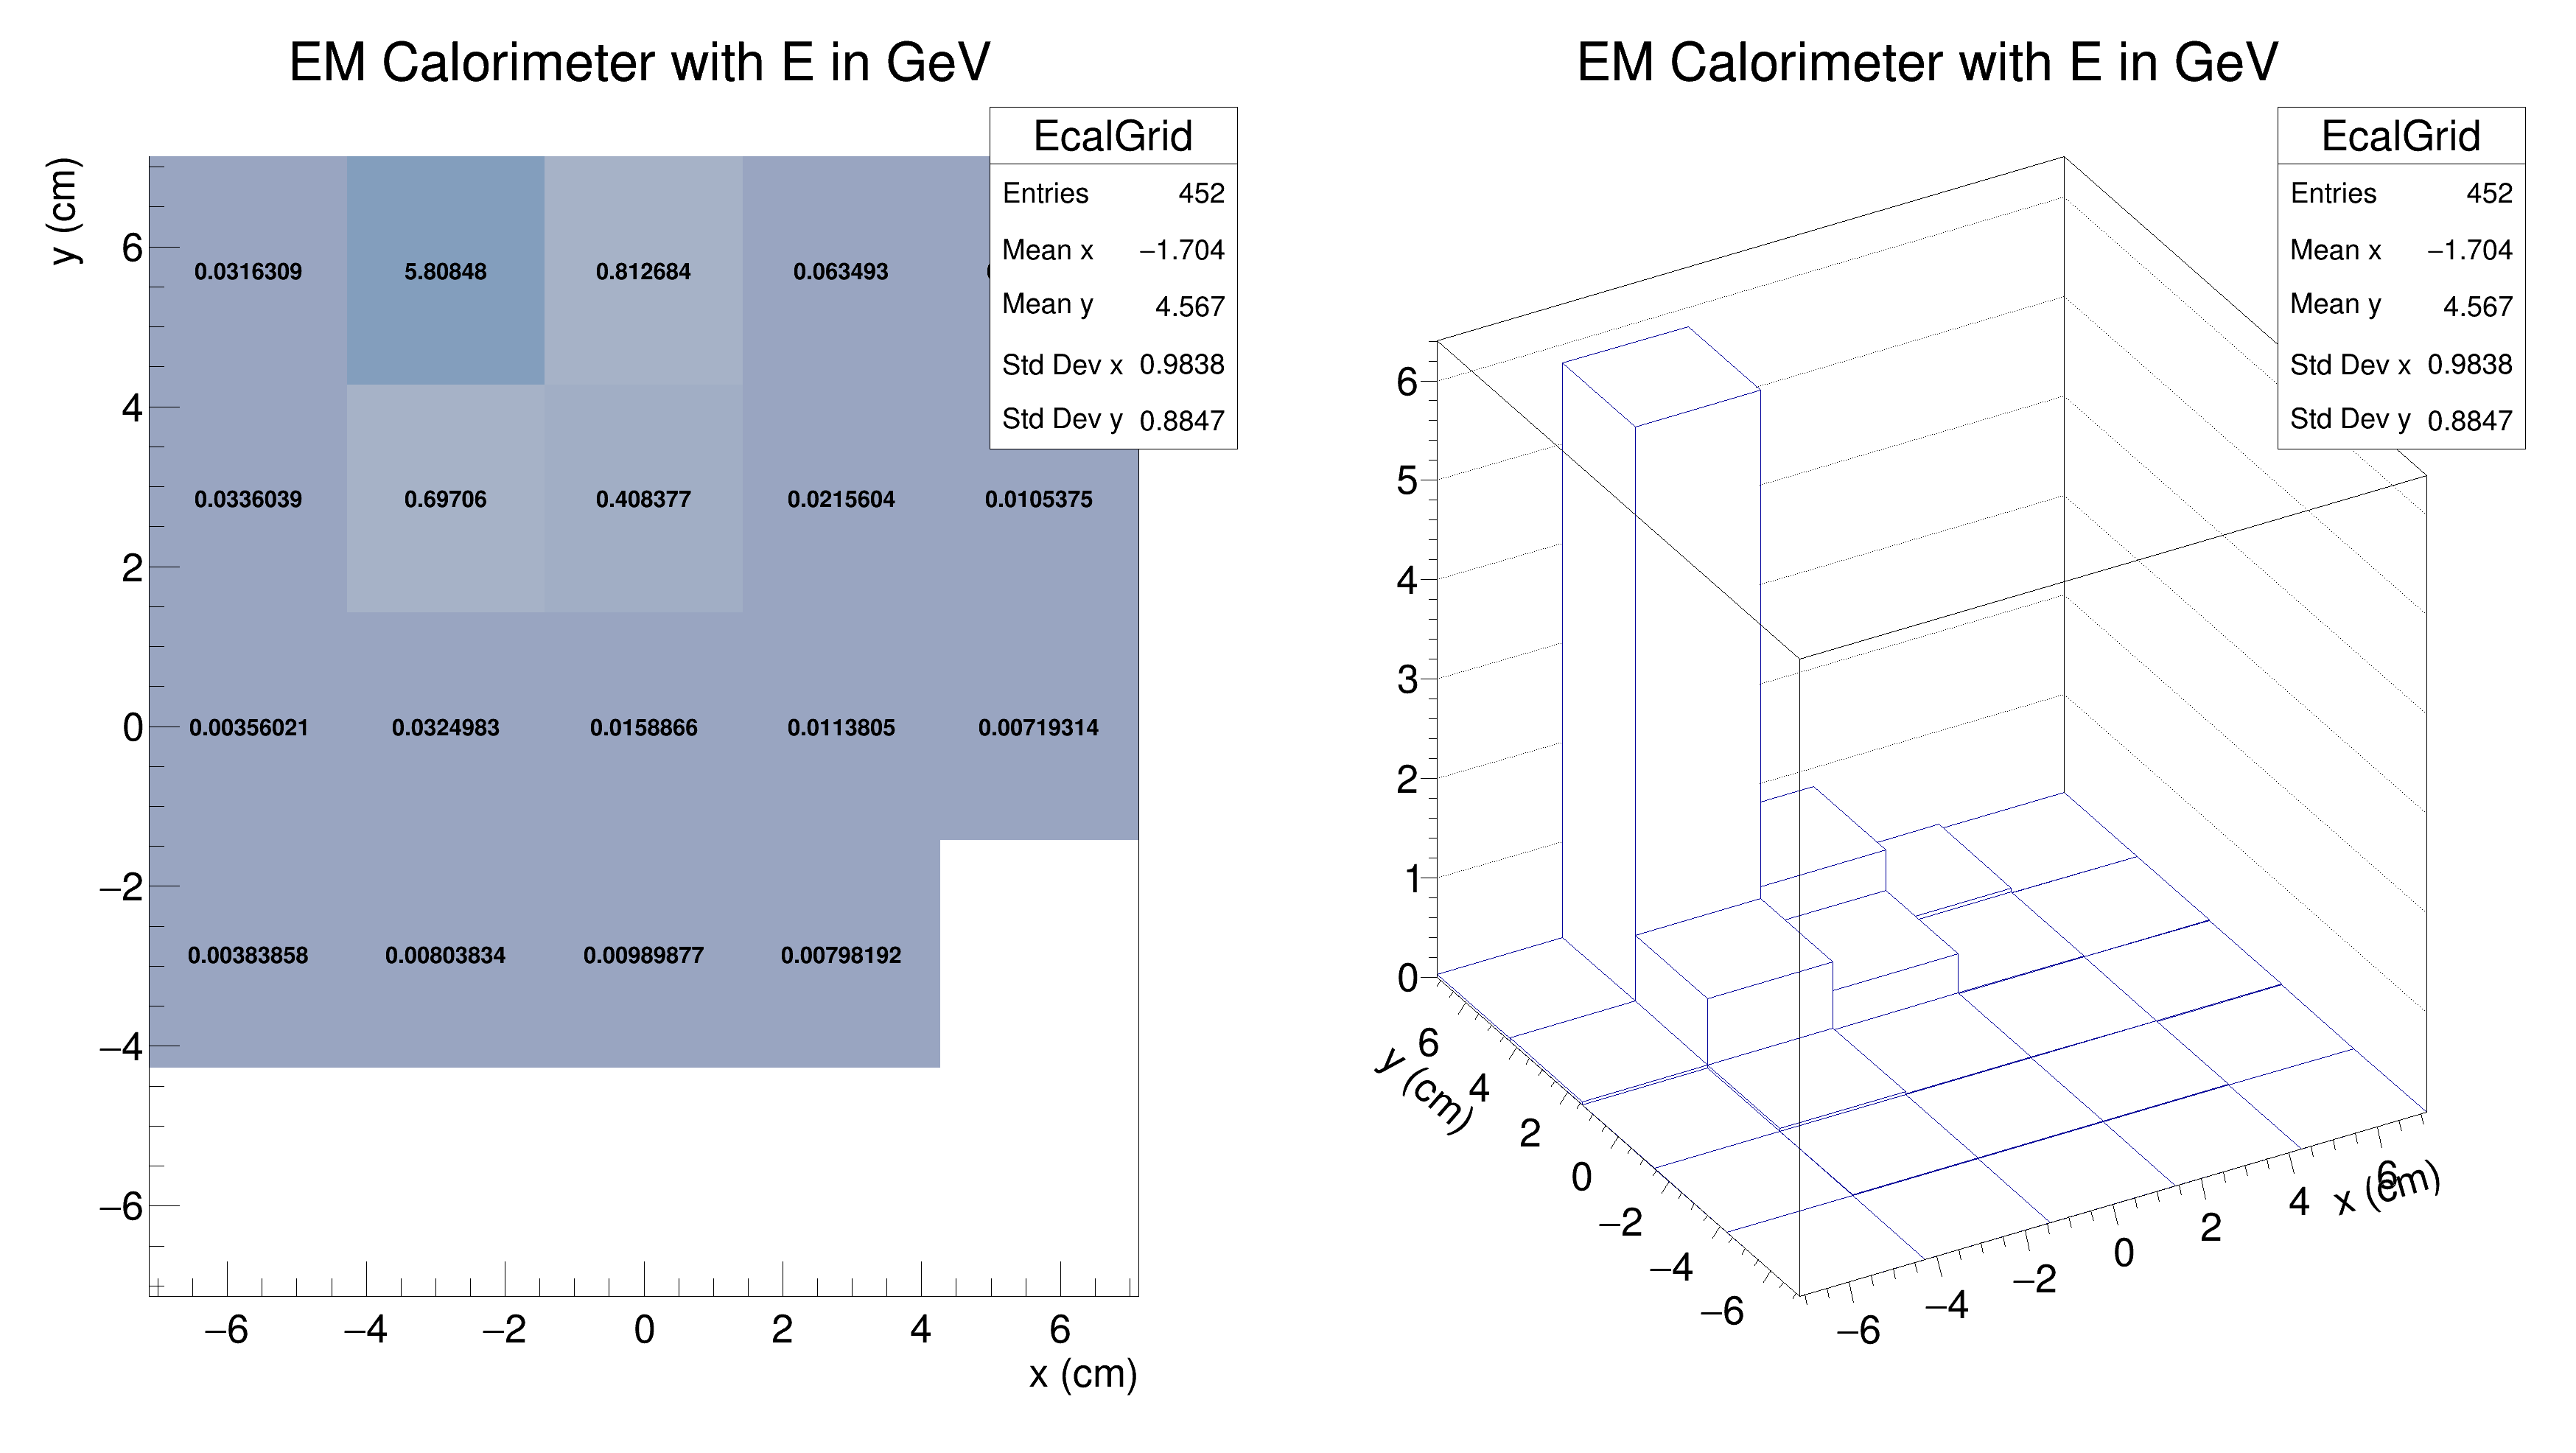 EM Calorimeter with E in GeV
EcalGrid
Entries 452
Mean x −1.704
Mean y 4.567
Std Dev x 0.9838
Std Dev y 0.8847
y (cm)
6
4
2
0
−2
−4
−6
0.0316309 5.80848 0.812684 0.063493
0.0336039 0.69706 0.408377 0.0215604 0.0105375
0.00356021 0.0324983 0.0158866 0.0113805 0.00719314
0.00383858 0.00803834 0.00989877 0.00798192
−6 −4 −2 0 2 4 6
x (cm)
EM Calorimeter with E in GeV
EcalGrid
Entries 452
Mean x −1.704
Mean y 4.567
Std Dev x 0.9838
Std Dev y 0.8847
6
5
4
3
2
1
0
y (cm)
6
4
2
0
−2
−4
−6
−6 −4 −2 0 2 4 6
x (cm)